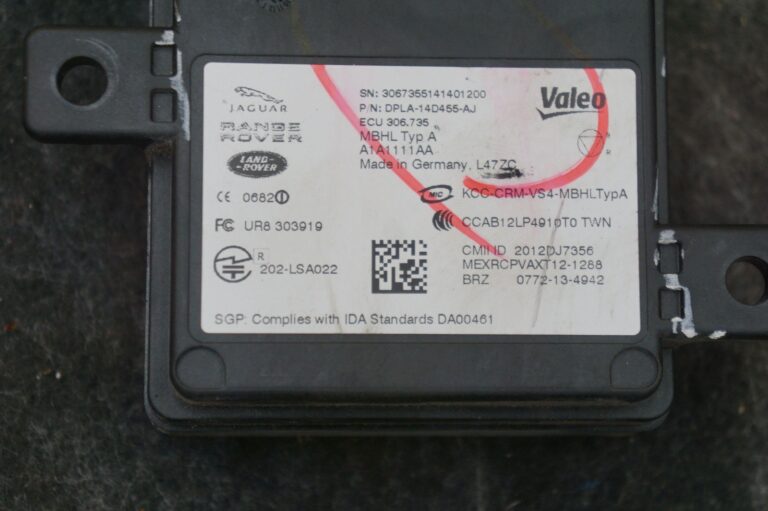 JAGUAR
RANGE
ROVER
LAND-
ROVER
CE 0682
FC UR8 303919
R
202-LSA022
SN: 3067355141401200
P/N: DPLA-14D455-AJ
ECU 306.735
MBHL Typ A
A1A1111AA
Made in Germany, L47ZC
Valeo
MIC KCC-CRM-VS4-MBHLTypA
CCAB12LP4910T0 TWN
CMII ID 2012DJ7356
MEXRCPVAXT12-1288
BRZ 0772-13-4942
SGP: Complies with IDA Standards DA00461